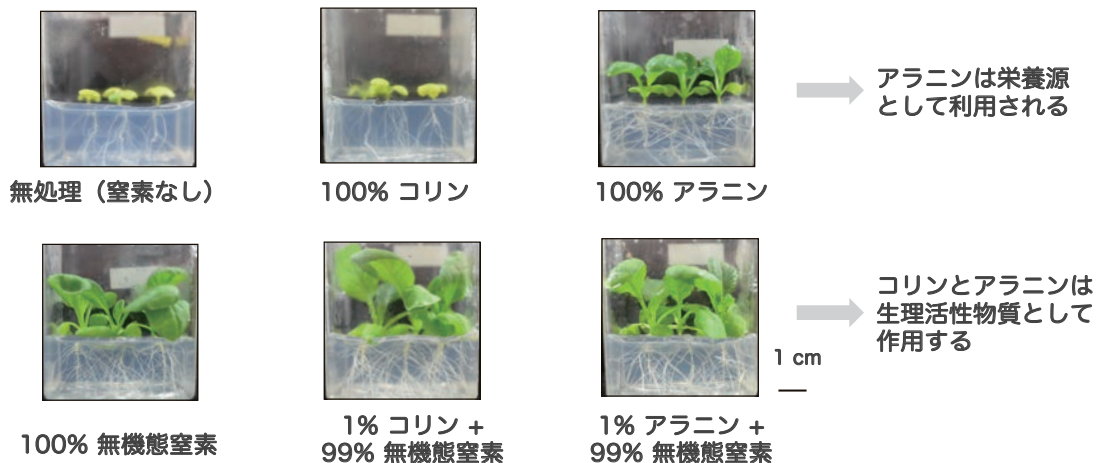 無処理（窒素なし）
100% コリン
100% アラニン
アラニンは栄養源
として利用される
100% 無機態窒素
1% コリン +
99% 無機態窒素
1% アラニン +
99% 無機態窒素
1 cm
コリンとアラニンは
生理活性物質として
作用する